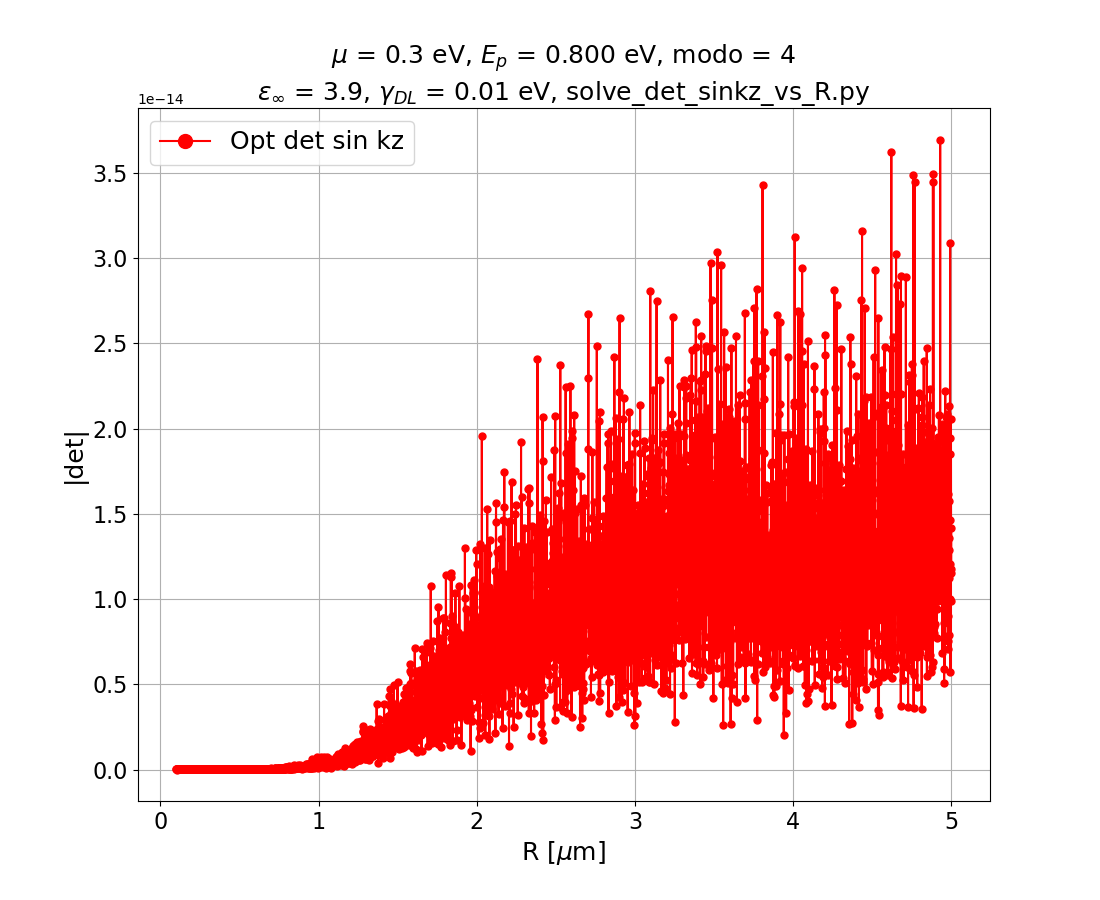 μ = 0.3 eV, E_p = 0.800 eV, modo = 4
ε_∞ = 3.9, γ_DL = 0.01 eV, solve_det_sinkz_vs_R.py
1e−14
Opt det sin kz
3.5
3.0
2.5
2.0
1.5
1.0
0.5
0.0
|det|
0 1 2 3 4 5
R [μm]